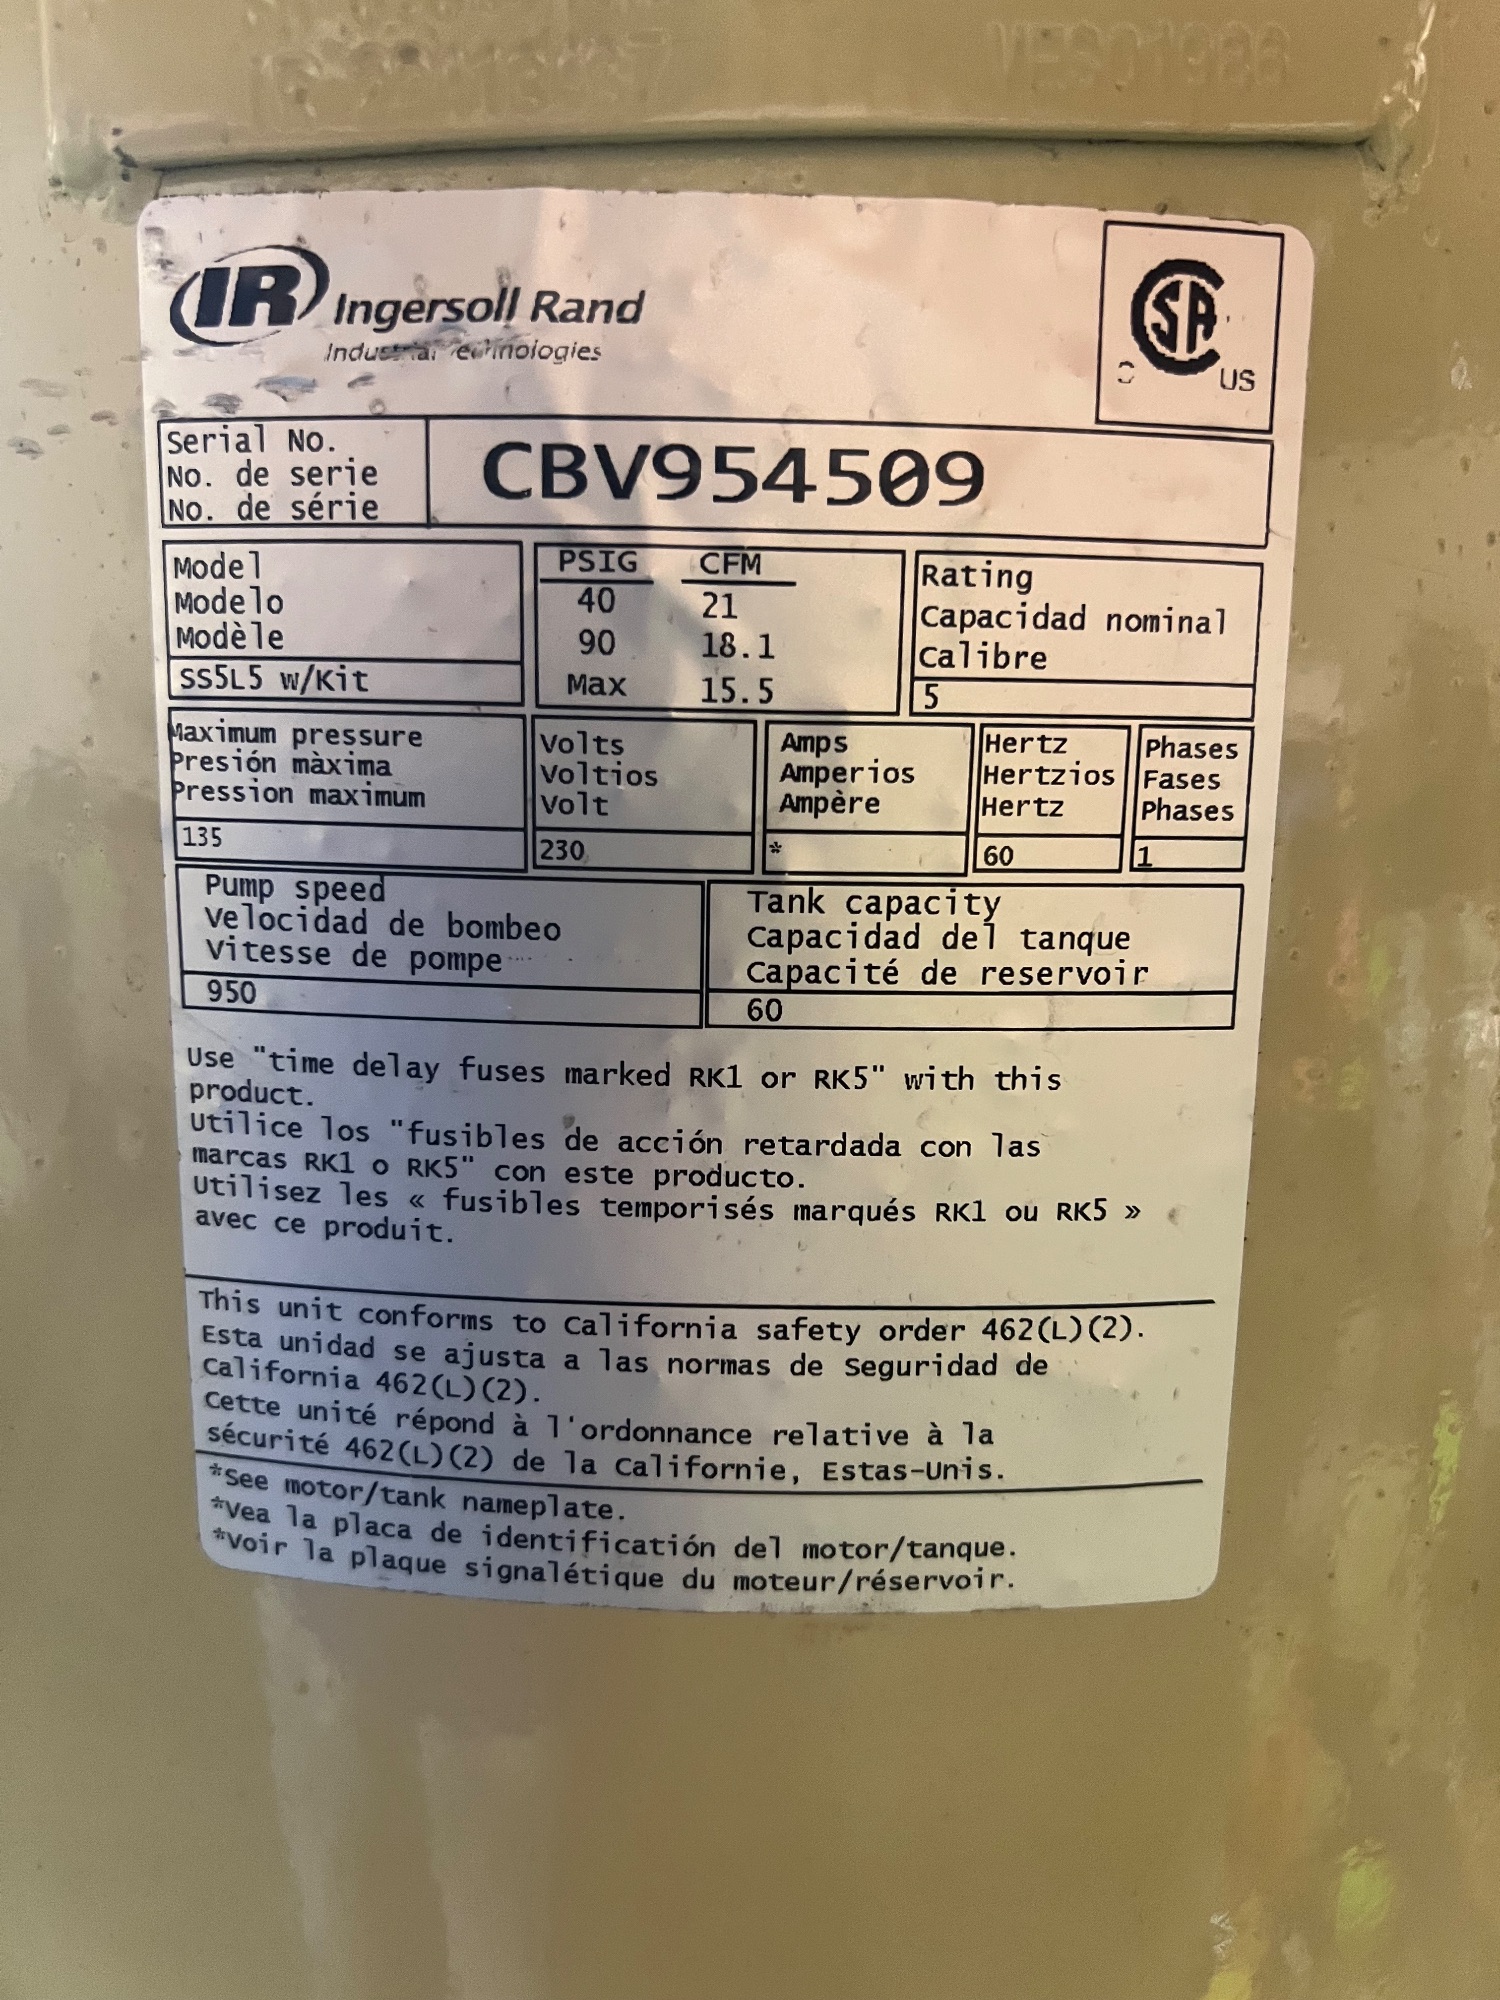 IR Ingersoll Rand
Industrial Technologies
SA
C US
Serial No.
No. de serie
No. de série
CBV954509
Model
Modelo
Modèle
SS5L5 w/Kit
PSIG CFM
40 21
90 18.1
Max 15.5
Rating
Capacidad nominal
Calibre
5
Maximum pressure
Presión màxima
Pression maximum
135
Volts
Voltios
Volt
230
Amps
Amperios
Ampère
*
Hertz
Hertzios
Hertz
60
Phases
Fases
Phases
1
Pump speed
Velocidad de bombeo
Vitesse de pompe
950
Tank capacity
Capacidad del tanque
Capacité de reservoir
60
Use "time delay fuses marked RK1 or RK5" with this
product.
Utilice los "fusibles de acción retardada con las
marcas RK1 o RK5" con este producto.
Utilisez les « fusibles temporisés marqués RK1 ou RK5 »
avec ce produit.
This unit conforms to California safety order 462(L)(2).
Esta unidad se ajusta a las normas de Seguridad de
California 462(L)(2).
Cette unité répond à l'ordonnance relative à la
sécurité 462(L)(2) de la Californie, Estas-Unis.
*See motor/tank nameplate.
*Vea la placa de identificación del motor/tanque.
*Voir la plaque signalétique du moteur/réservoir.